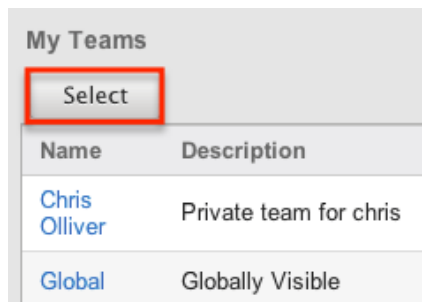 My Teams
Select
Name Description
Chris
Olliver Private team for chris
Global Globally Visible